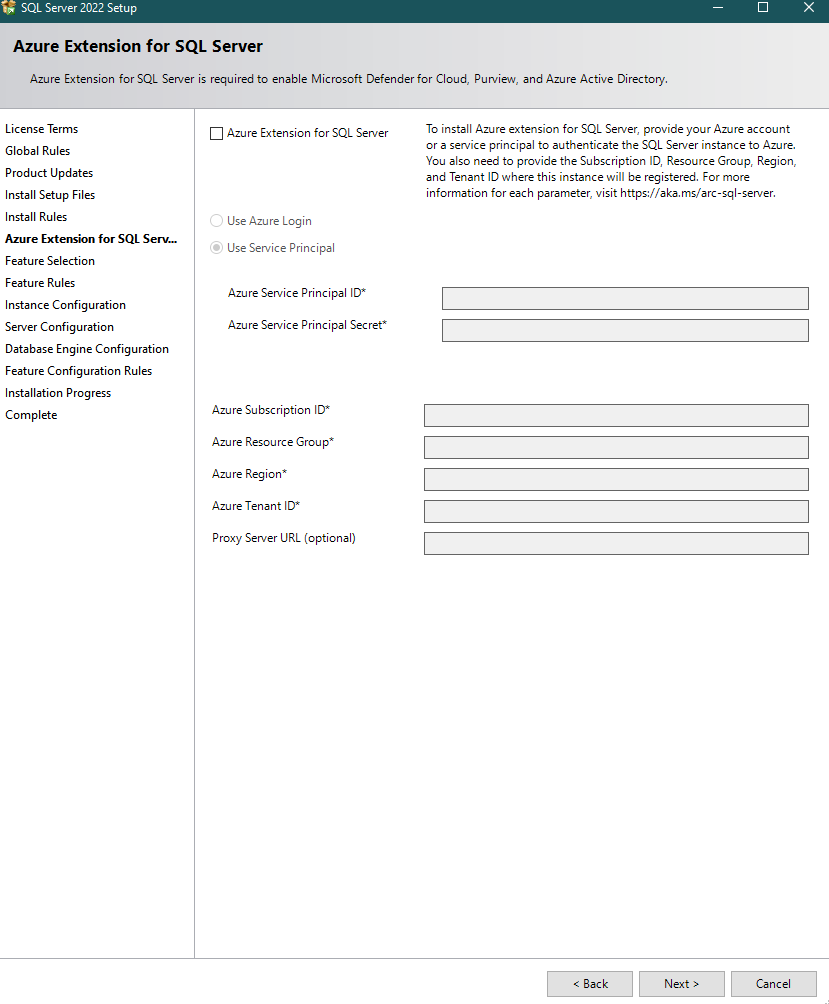 SQL Server 2022 Setup
Azure Extension for SQL Server
Azure Extension for SQL Server is required to enable Microsoft Defender for Cloud, Purview, and Azure Active Directory.
License Terms
Global Rules
Product Updates
Install Setup Files
Install Rules
Azure Extension for SQL Serv...
Feature Selection
Feature Rules
Instance Configuration
Server Configuration
Database Engine Configuration
Feature Configuration Rules
Installation Progress
Complete
Azure Extension for SQL Server
To install Azure extension for SQL Server, provide your Azure account
or a service principal to authenticate the SQL Server instance to Azure.
You also need to provide the Subscription ID, Resource Group, Region,
and Tenant ID where this instance will be registered. For more
information for each parameter, visit https://aka.ms/arc-sql-server.
Use Azure Login
Use Service Principal
Azure Service Principal ID*
Azure Service Principal Secret*
Azure Subscription ID*
Azure Resource Group*
Azure Region*
Azure Tenant ID*
Proxy Server URL (optional)
< Back
Next >
Cancel